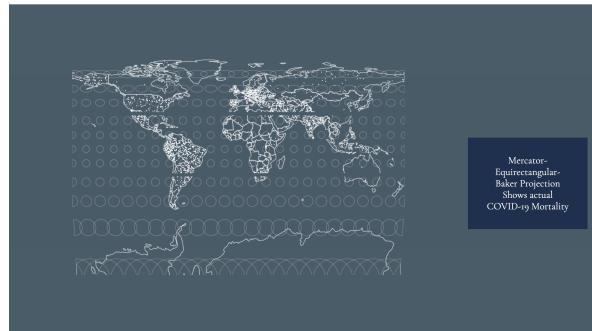 Mercator-
Equirectangular-
Baker Projection
Shows actual
COVID-19 Mortality